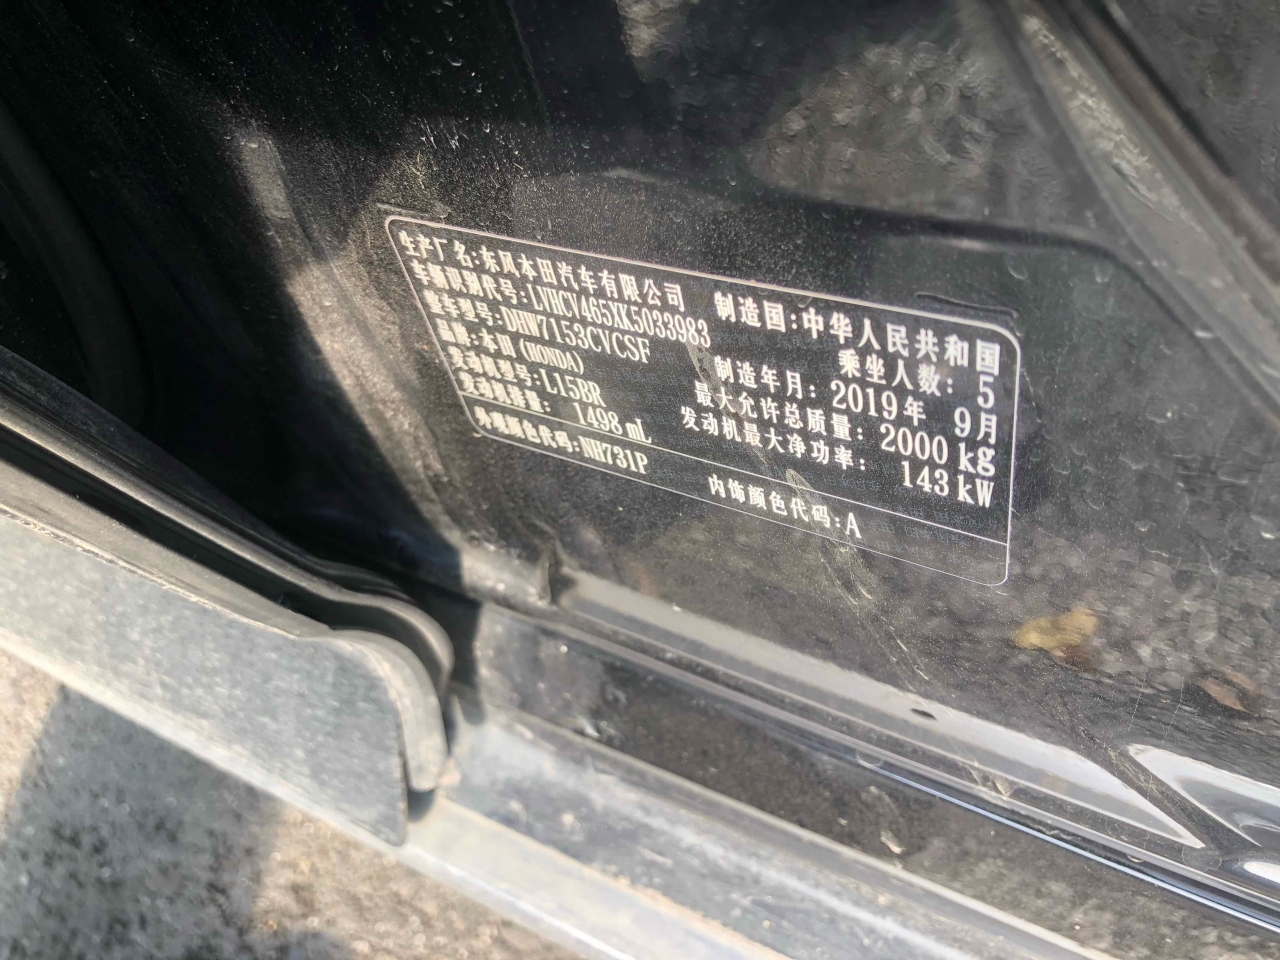 生产厂名:东风本田汽车有限公司 制造国:中华人民共和国
车辆识别代号:LVHCV465XK5033983 乘坐人数: 5
整车型号:DHW7153CVCSF 制造年月: 2019年 9月
品牌:本田(HONDA) 最大允许总质量: 2000 kg
发动机型号:L15BR 发动机最大净功率: 143 kW
发动机排量: 1498 mL
外观颜色代码:NH731P 内饰颜色代码:A